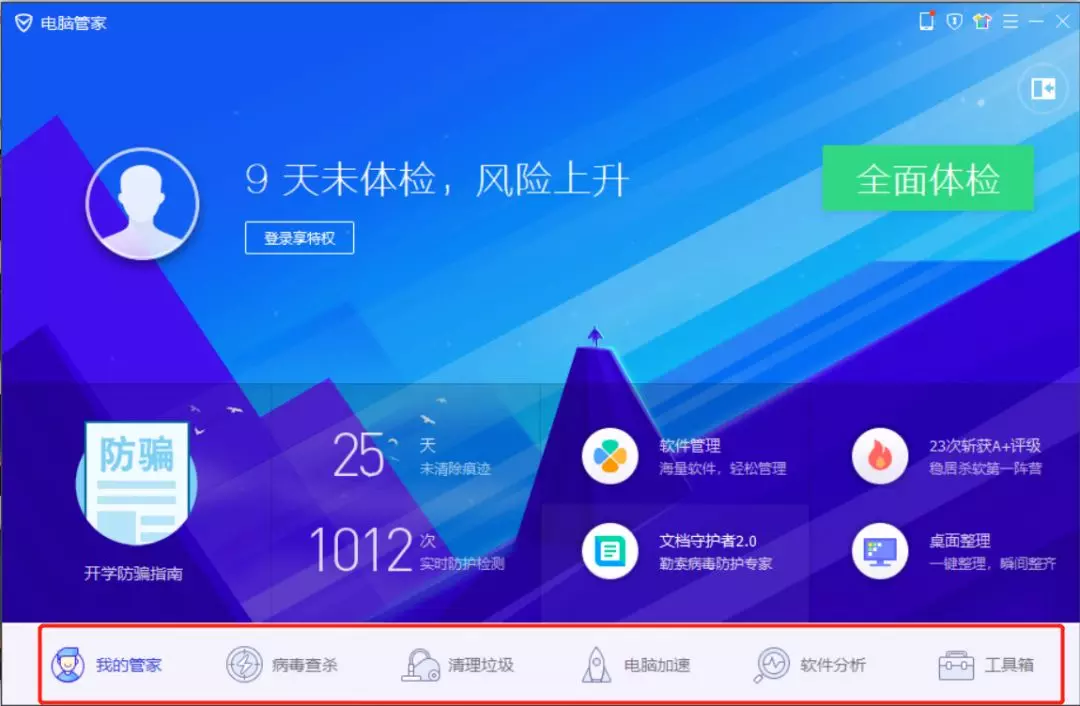 电脑管家
9 天未体检，风险上升
全面体检
登录享特权
防骗
开学防骗指南
25 天
未清除痕迹
1012 次
实时防护检测
软件管理
海量软件，轻松管理
23次斩获A+评级
稳居杀软第一阵营
文档守护者2.0
勒索病毒防护专家
桌面整理
一键整理，瞬间整齐
我的管家
病毒查杀
清理垃圾
电脑加速
软件分析
工具箱